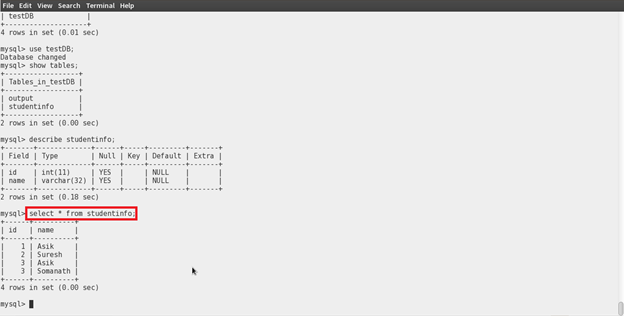 File Edit View Search Terminal Help
| testDB            |
+-------------------+
4 rows in set (0.01 sec)
mysql> use testDB;
Database changed
mysql> show tables;
+------------------+
| Tables_in_testDB |
+------------------+
| output           |
| studentinfo      |
+------------------+
2 rows in set (0.00 sec)
mysql> describe studentinfo;
+-------+-------------+------+-----+---------+-------+
| Field | Type        | Null | Key | Default | Extra |
+-------+-------------+------+-----+---------+-------+
| id    | int(11)     | YES  |     | NULL    |       |
| name  | varchar(32) | YES  |     | NULL    |       |
+-------+-------------+------+-----+---------+-------+
2 rows in set (0.18 sec)
mysql> select * from studentinfo;
+------+----------+
| id   | name     |
+------+----------+
|    1 | Asik     |
|    2 | Suresh   |
|    3 | Asik     |
|    3 | Somanath |
+------+----------+
4 rows in set (0.00 sec)
mysql>